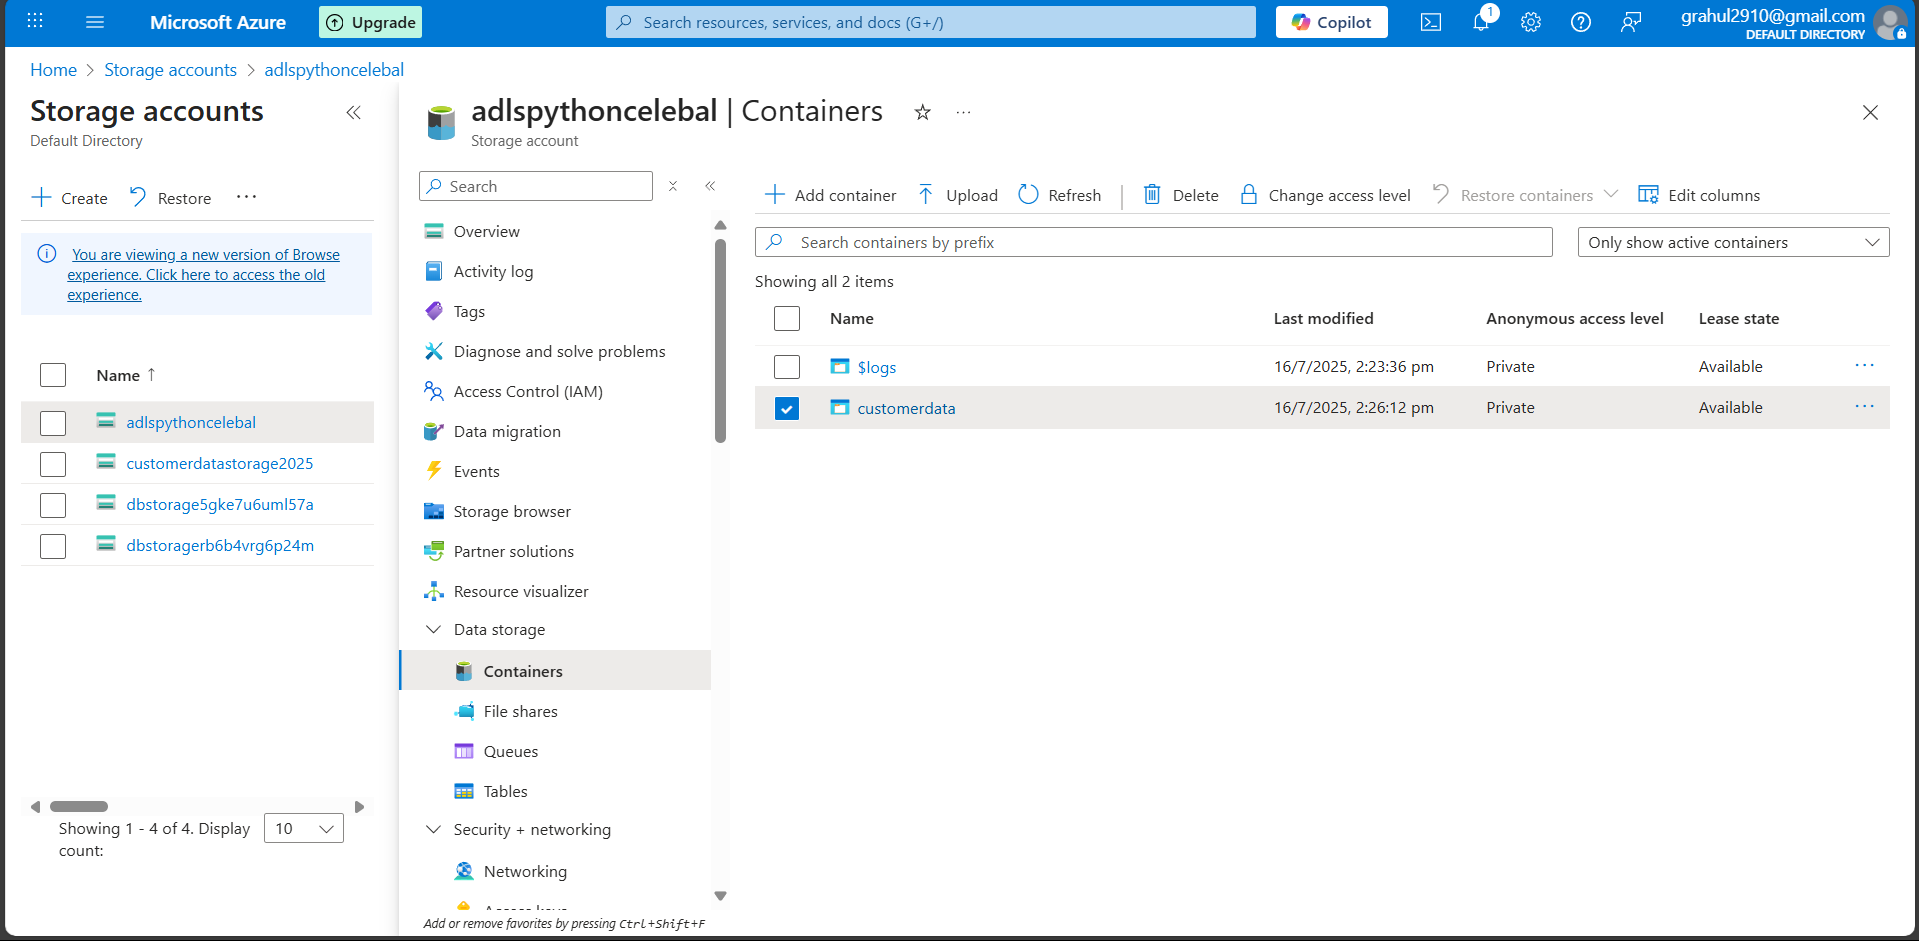 Microsoft Azure
Upgrade
Search resources, services, and docs (G+/)
Copilot
1
grahul2910@gmail.com
DEFAULT DIRECTORY
Home > Storage accounts > adlspythoncelebal
Storage accounts
Default Directory
Create Restore ...
You are viewing a new version of Browse
experience. Click here to access the old
experience.
Name ↑
adlspythoncelebal
customerdatastorage2025
dbstorage5gke7u6uml57a
dbstoragerb6b4vrg6p24m
Showing 1 - 4 of 4. Display
count:
10
adlspythoncelebal | Containers
Storage account
Search
Overview
Activity log
Tags
Diagnose and solve problems
Access Control (IAM)
Data migration
Events
Storage browser
Partner solutions
Resource visualizer
Data storage
Containers
File shares
Queues
Tables
Security + networking
Networking
Access keys
Add or remove favorites by pressing Ctrl+Shift+F
Add container Upload Refresh Delete Change access level Restore containers Edit columns
Search containers by prefix
Only show active containers
Showing all 2 items
Name Last modified Anonymous access level Lease state
$logs 16/7/2025, 2:23:36 pm Private Available ...
customerdata 16/7/2025, 2:26:12 pm Private Available ...